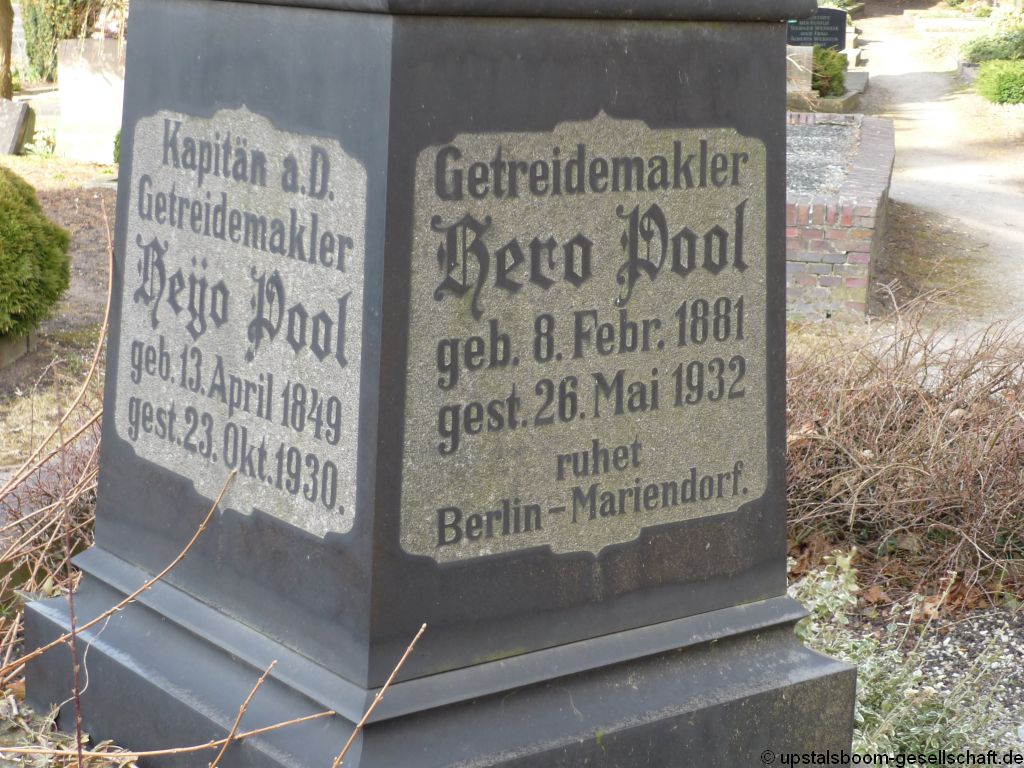 Kapitän a.D.
Getreidemakler
Heÿo Pool
geb. 13. April 1849
gest. 23. Okt. 1930.
Getreidemakler
Hero Pool
geb. 8. Febr. 1881
gest. 26. Mai 1932
ruhet
Berlin-Mariendorf.
© upstalsboom-gesellschaft.de